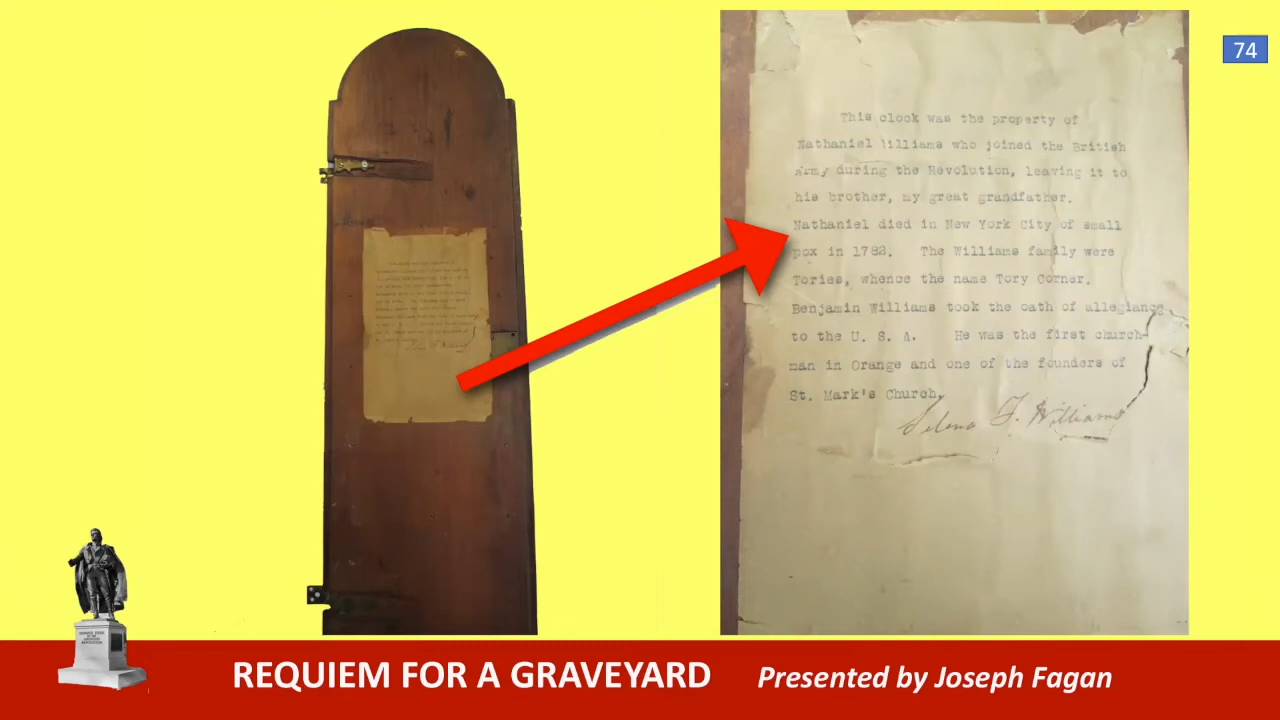 74
This clock was the property of
Nathaniel Williams who joined the British
Army during the Revolution, leaving it to
his brother, my great grandfather.
Nathaniel died in New York City of small
pox in 1782. The Williams family were
Tories, whence the name Tory Corner.
Benjamin Williams took the oath of allegiance
to the U. S. A. He was the first church-
man in Orange and one of the founders of
St. Mark's Church.
Selena F. Williams
REQUIEM FOR A GRAVEYARD Presented by Joseph Fagan